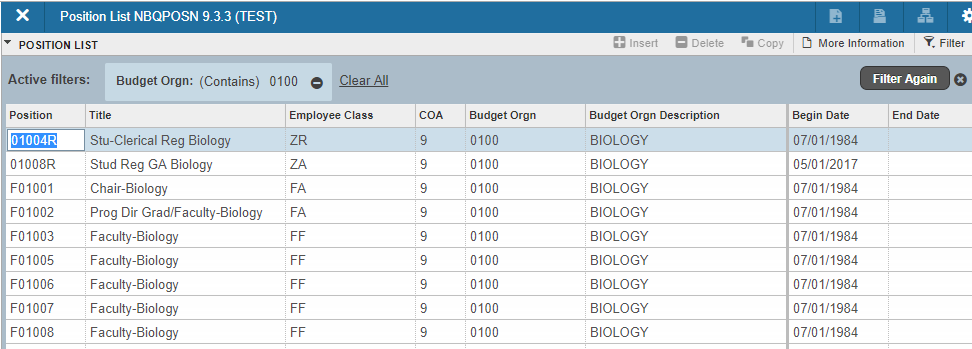 Position List NBQPOSN 9.3.3 (TEST)
POSITION LIST Insert Delete Copy More Information Filter
Active filters: Budget Orgn: (Contains) 0100 Clear All Filter Again
Position Title Employee Class COA Budget Orgn Budget Orgn Description Begin Date End Date
01004R Stu-Clerical Reg Biology ZR 9 0100 BIOLOGY 07/01/1984
01008R Stud Reg GA Biology ZA 9 0100 BIOLOGY 05/01/2017
F01001 Chair-Biology FA 9 0100 BIOLOGY 07/01/1984
F01002 Prog Dir Grad/Faculty-Biology FA 9 0100 BIOLOGY 07/01/1984
F01003 Faculty-Biology FF 9 0100 BIOLOGY 07/01/1984
F01005 Faculty-Biology FF 9 0100 BIOLOGY 07/01/1984
F01006 Faculty-Biology FF 9 0100 BIOLOGY 07/01/1984
F01007 Faculty-Biology FF 9 0100 BIOLOGY 07/01/1984
F01008 Faculty-Biology FF 9 0100 BIOLOGY 07/01/1984